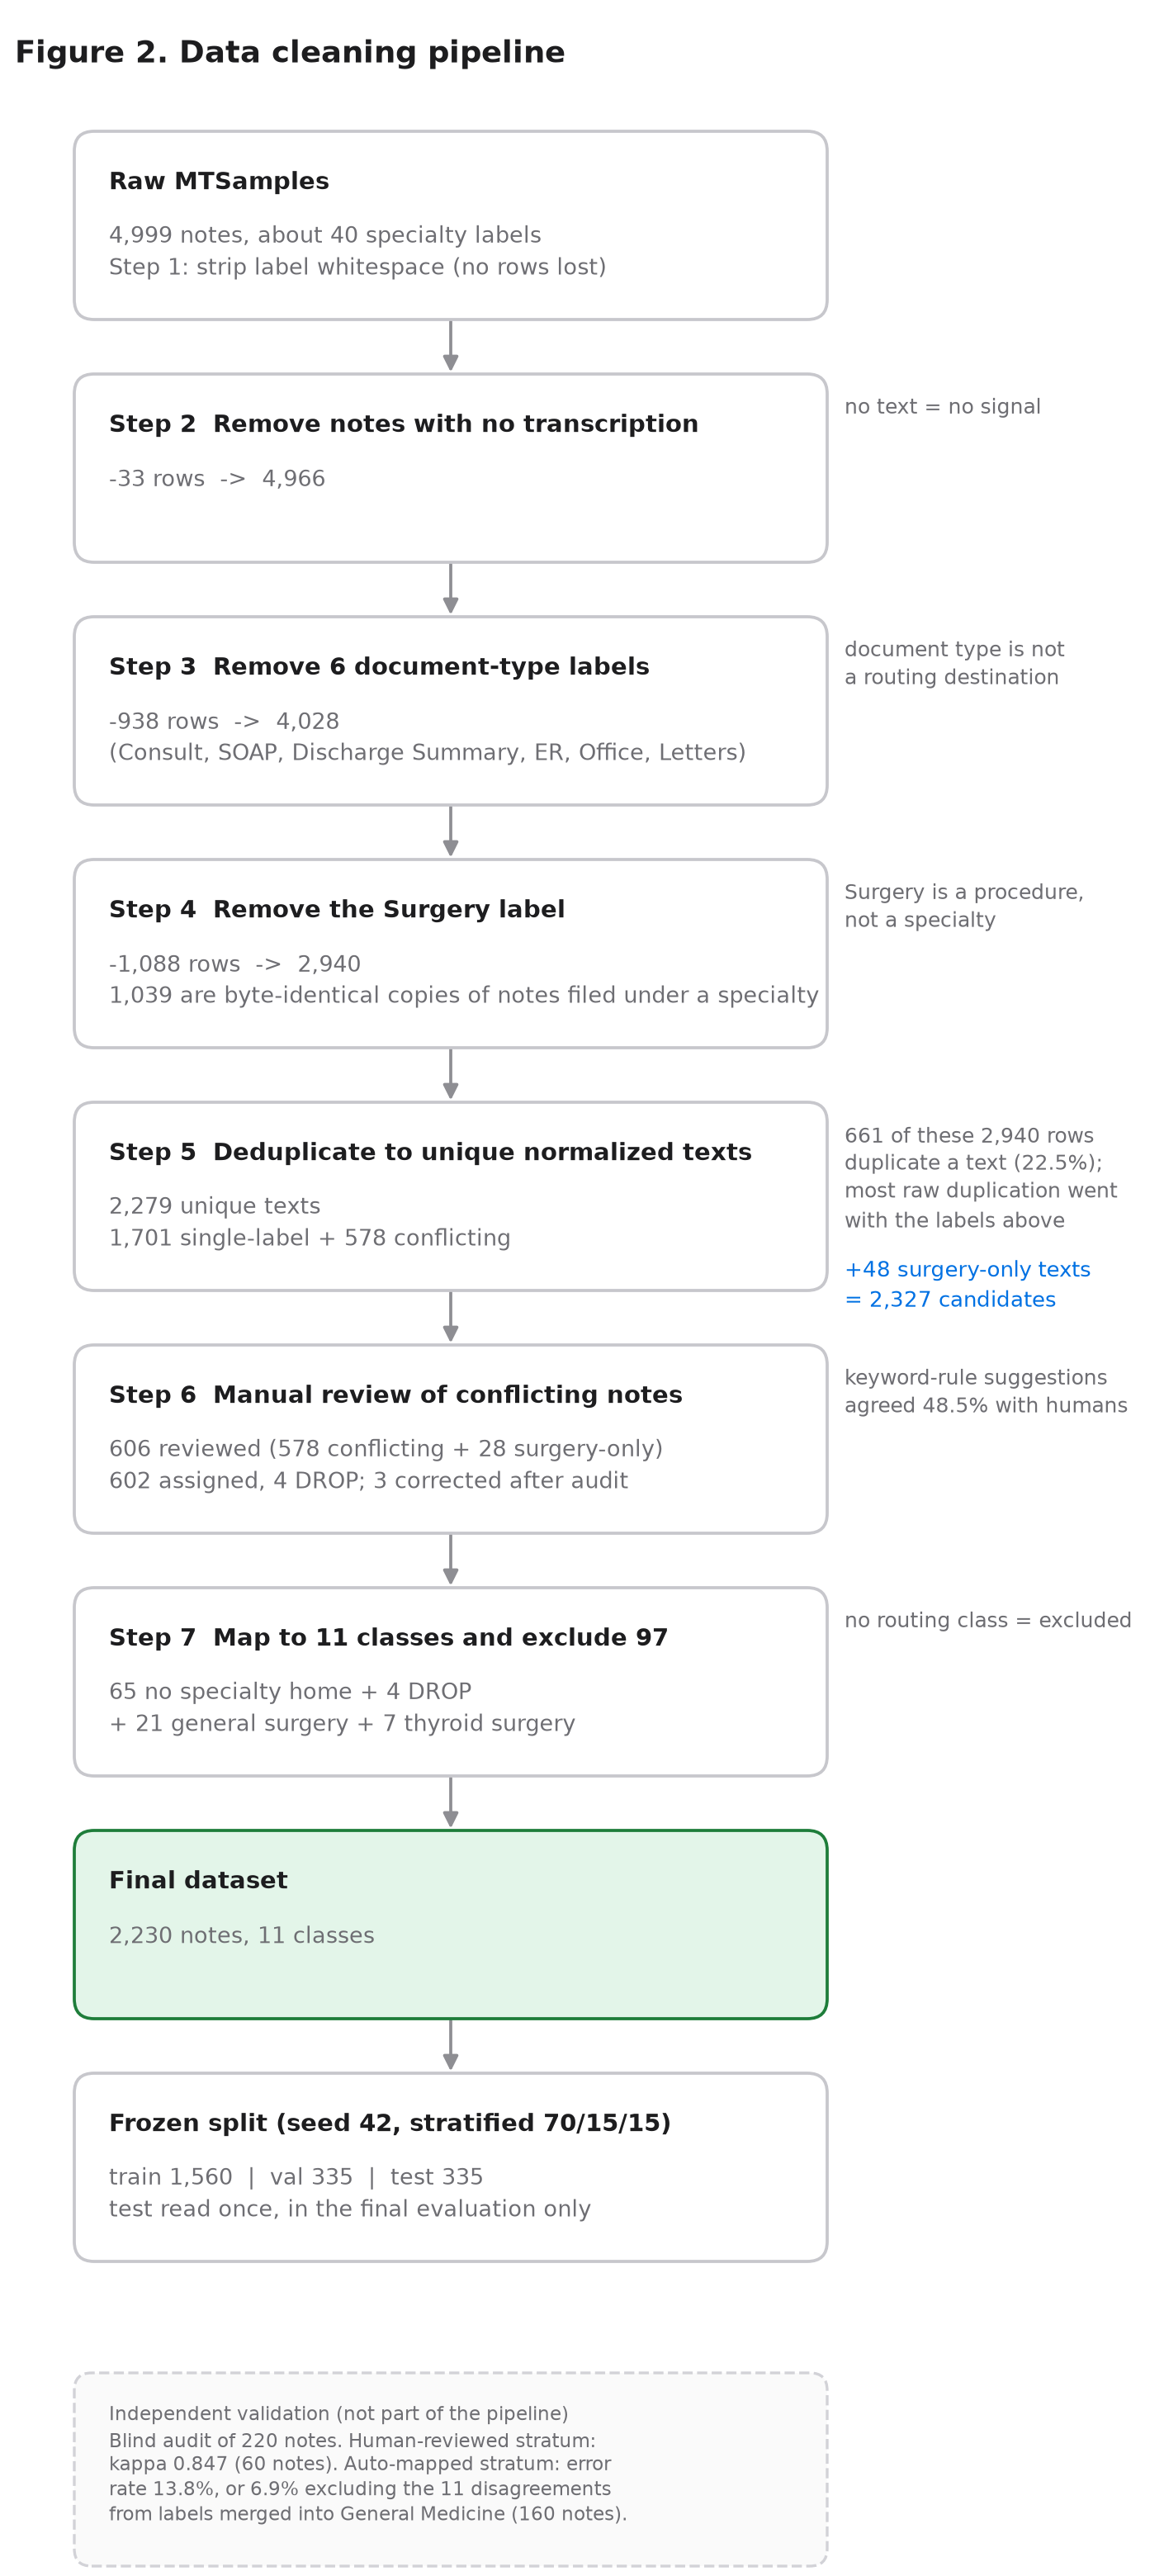 Figure 2. Data cleaning pipeline
Raw MTSamples
4,999 notes, about 40 specialty labels
Step 1: strip label whitespace (no rows lost)
Step 2  Remove notes with no transcription
-33 rows  ->  4,966
no text = no signal
Step 3  Remove 6 document-type labels
-938 rows  ->  4,028
(Consult, SOAP, Discharge Summary, ER, Office, Letters)
document type is not
a routing destination
Step 4  Remove the Surgery label
-1,088 rows  ->  2,940
1,039 are byte-identical copies of notes filed under a specialty
Surgery is a procedure,
not a specialty
Step 5  Deduplicate to unique normalized texts
2,279 unique texts
1,701 single-label + 578 conflicting
661 of these 2,940 rows
duplicate a text (22.5%);
most raw duplication went
with the labels above
+48 surgery-only texts
= 2,327 candidates
Step 6  Manual review of conflicting notes
606 reviewed (578 conflicting + 28 surgery-only)
602 assigned, 4 DROP; 3 corrected after audit
keyword-rule suggestions
agreed 48.5% with humans
Step 7  Map to 11 classes and exclude 97
65 no specialty home + 4 DROP
+ 21 general surgery + 7 thyroid surgery
no routing class = excluded
Final dataset
2,230 notes, 11 classes
Frozen split (seed 42, stratified 70/15/15)
train 1,560  |  val 335  |  test 335
test read once, in the final evaluation only
Independent validation (not part of the pipeline)
Blind audit of 220 notes. Human-reviewed stratum:
kappa 0.847 (60 notes). Auto-mapped stratum: error
rate 13.8%, or 6.9% excluding the 11 disagreements
from labels merged into General Medicine (160 notes).